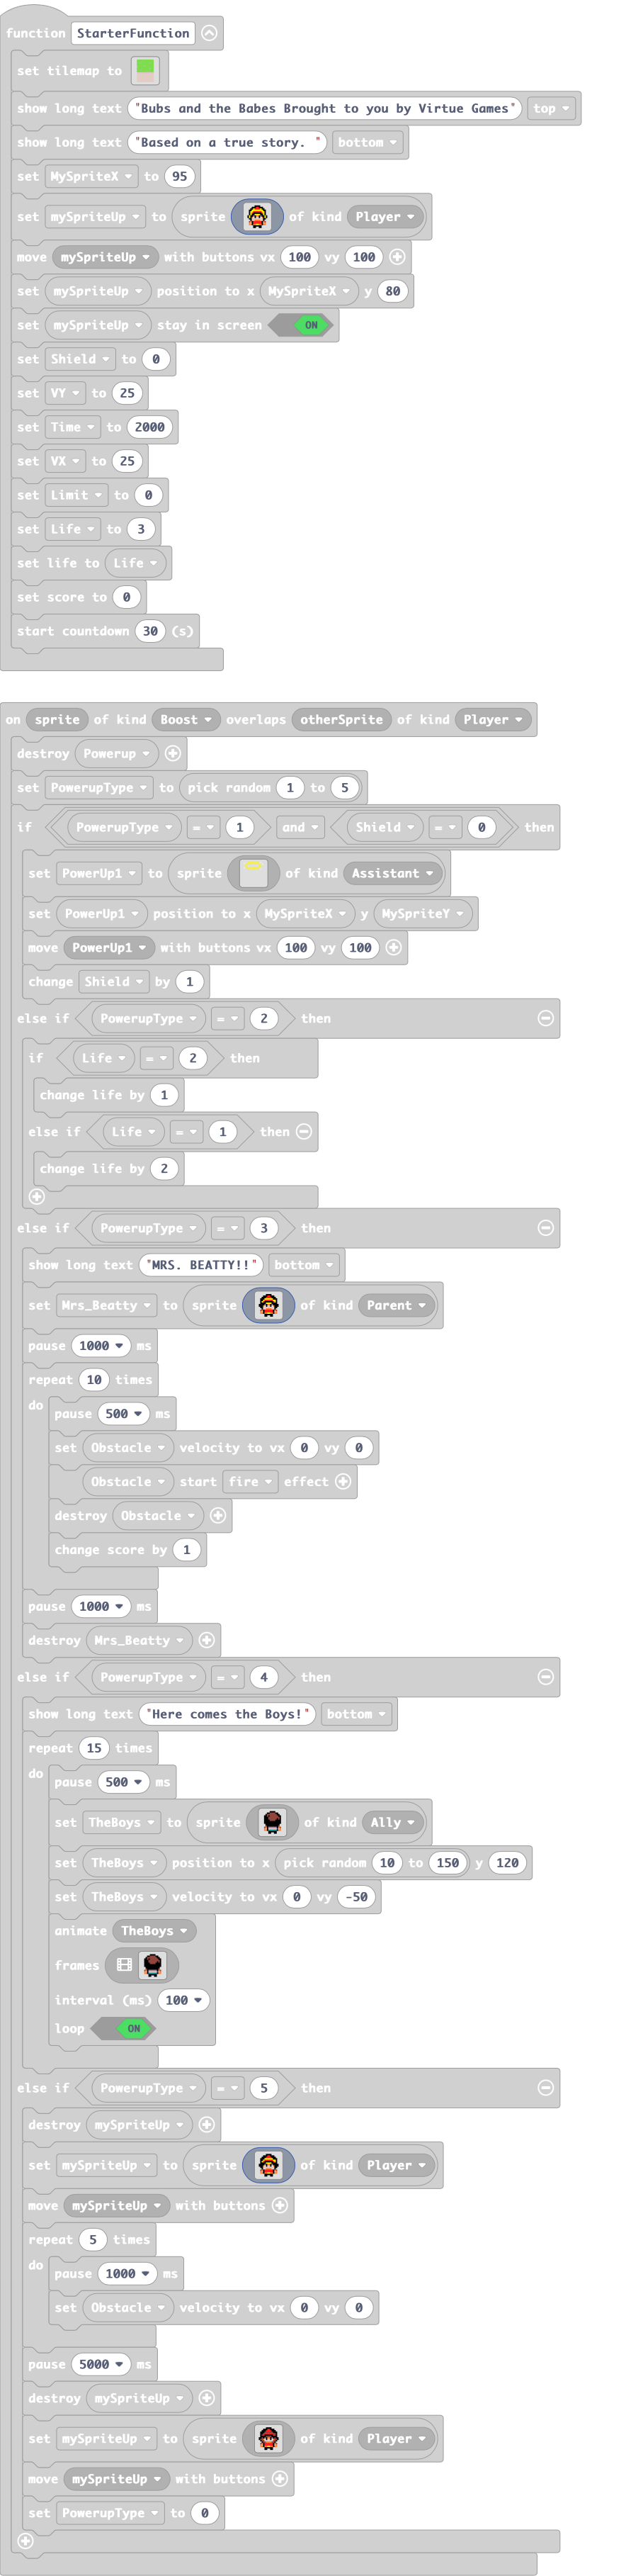 function StarterFunction
set tilemap to
show long text "Bubs and the Babes Brought to you by Virtue Games" top
show long text "Based on a true story. " bottom
set MySpriteX to 95
set mySpriteUp to sprite of kind Player
move mySpriteUp with buttons vx 100 vy 100
set mySpriteUp position to x MySpriteX y 80
set mySpriteUp stay in screen ON
set Shield to 0
set VY to 25
set Time to 2000
set VX to 25
set Limit to 0
set Life to 3
set life to Life
set score to 0
start countdown 30 (s)
on sprite of kind Boost overlaps otherSprite of kind Player
destroy Powerup
set PowerupType to pick random 1 to 5
if PowerupType = 1 and Shield = 0 then
set PowerUp1 to sprite of kind Assistant
set PowerUp1 position to x MySpriteX y MySpriteY
move PowerUp1 with buttons vx 100 vy 100
change Shield by 1
else if PowerupType = 2 then
if Life = 2 then
change life by 1
else if Life = 1 then
change life by 2
else if PowerupType = 3 then
show long text "MRS. BEATTY!!" bottom
set Mrs_Beatty to sprite of kind Parent
pause 1000 ms
repeat 10 times
do pause 500 ms
set Obstacle velocity to vx 0 vy 0
Obstacle start fire effect
destroy Obstacle
change score by 1
pause 1000 ms
destroy Mrs_Beatty
else if PowerupType = 4 then
show long text "Here comes the Boys!" bottom
repeat 15 times
do pause 500 ms
set TheBoys to sprite of kind Ally
set TheBoys position to x pick random 10 to 150 y 120
set TheBoys velocity to vx 0 vy -50
animate TheBoys
frames
interval (ms) 100
loop ON
else if PowerupType = 5 then
destroy mySpriteUp
set mySpriteUp to sprite of kind Player
move mySpriteUp with buttons
repeat 5 times
do pause 1000 ms
set Obstacle velocity to vx 0 vy 0
pause 5000 ms
destroy mySpriteUp
set mySpriteUp to sprite of kind Player
move mySpriteUp with buttons
set PowerupType to 0